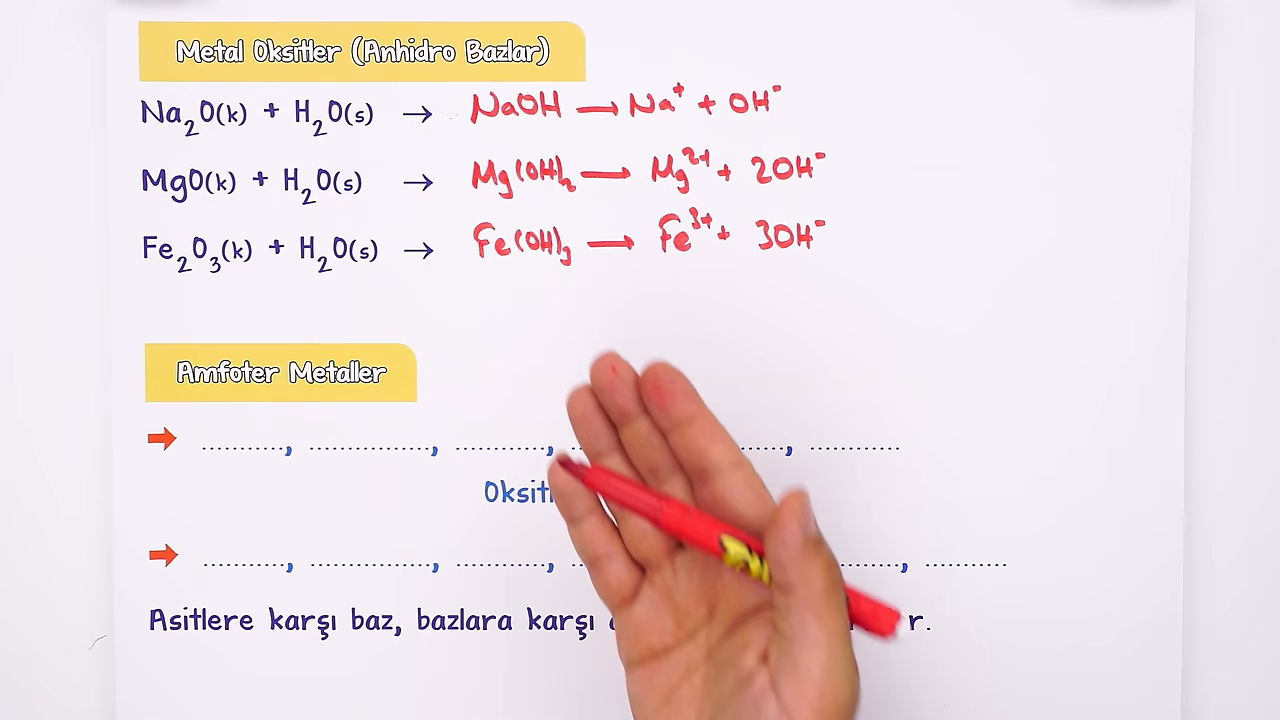 Metal Oksitler (Anhidro Bazlar)
Na₂O(k) + H₂O(s) → NaOH → Na⁺ + OH⁻
MgO(k) + H₂O(s) → Mg(OH)₂ → Mg²⁺ + 2OH⁻
Fe₂O₃(k) + H₂O(s) → Fe(OH)₃ → Fe³⁺ + 3OH⁻
Amfoter Metaller
➡ .........., .............., ..........., ..........., ...........
➡ .........., .............., ..........., ..........., ...........
Asitlere karşı baz, bazlara karşı